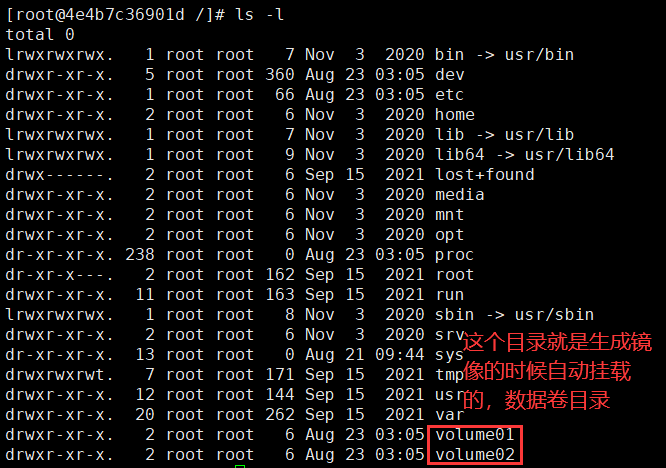 [root@4e4b7c36901d /]# ls -l
total 0
lrwxrwxrwx.   1 root root   7 Nov  3  2020 bin -> usr/bin
drwxr-xr-x.   5 root root 360 Aug 23 03:05 dev
drwxr-xr-x.   1 root root  66 Aug 23 03:05 etc
drwxr-xr-x.   2 root root   6 Nov  3  2020 home
lrwxrwxrwx.   1 root root   7 Nov  3  2020 lib -> usr/lib
lrwxrwxrwx.   1 root root   9 Nov  3  2020 lib64 -> usr/lib64
drwx------.   2 root root   6 Sep 15  2021 lost+found
drwxr-xr-x.   2 root root   6 Nov  3  2020 media
drwxr-xr-x.   2 root root   6 Nov  3  2020 mnt
drwxr-xr-x.   2 root root   6 Nov  3  2020 opt
dr-xr-xr-x. 238 root root   0 Aug 23 03:05 proc
dr-xr-x---.   2 root root 162 Sep 15  2021 root
drwxr-xr-x.  11 root root 163 Sep 15  2021 run
lrwxrwxrwx.   1 root root   8 Nov  3  2020 sbin -> usr/sbin
drwxr-xr-x.   2 root root   6 Nov  3  2020 srv
dr-xr-xr-x.  13 root root   0 Aug 21 09:44 sys
drwxrwxrwt.   7 root root 171 Sep 15  2021 tmp
drwxr-xr-x.  12 root root 144 Sep 15  2021 usr
drwxr-xr-x.  20 root root 262 Sep 15  2021 var
drwxr-xr-x.   2 root root   6 Aug 23 03:05 volume01
drwxr-xr-x.   2 root root   6 Aug 23 03:05 volume02
这个目录就是生成镜
像的时候自动挂载
的，数据卷目录